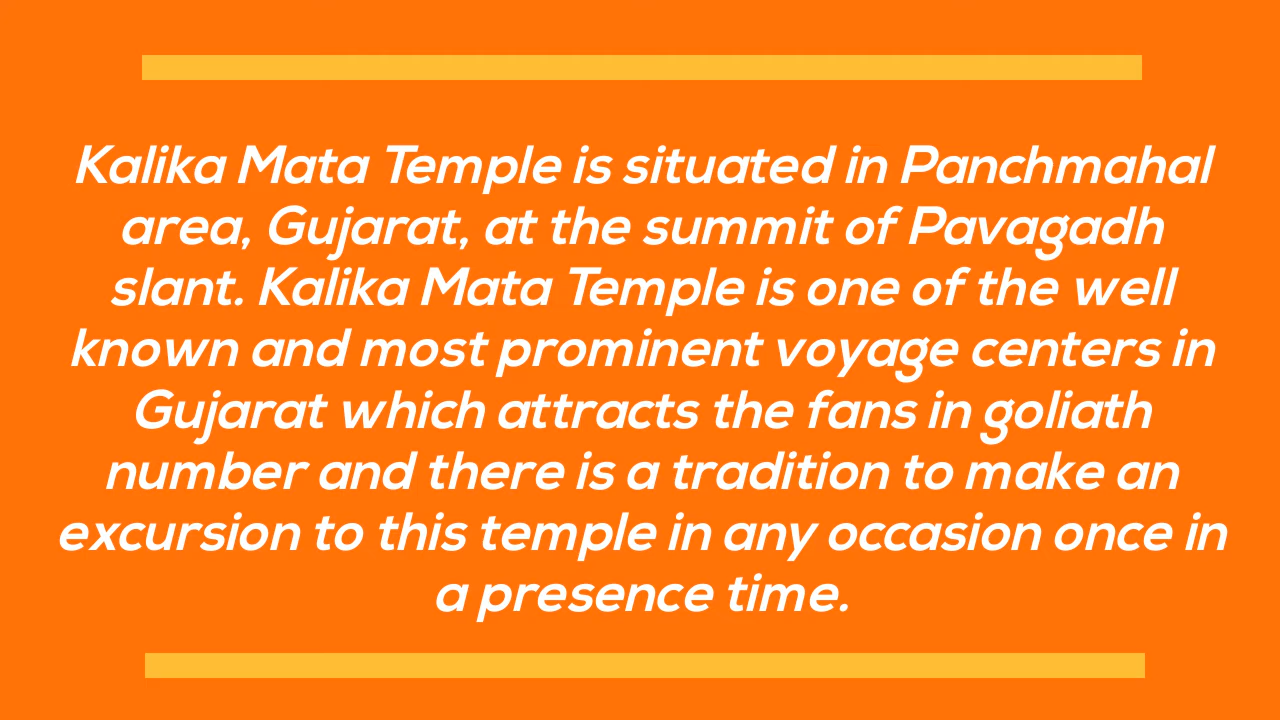 Kalika Mata Temple is situated in Panchmahal
area, Gujarat, at the summit of Pavagadh
slant. Kalika Mata Temple is one of the well
known and most prominent voyage centers in
Gujarat which attracts the fans in goliath
number and there is a tradition to make an
excursion to this temple in any occasion once in
a presence time.